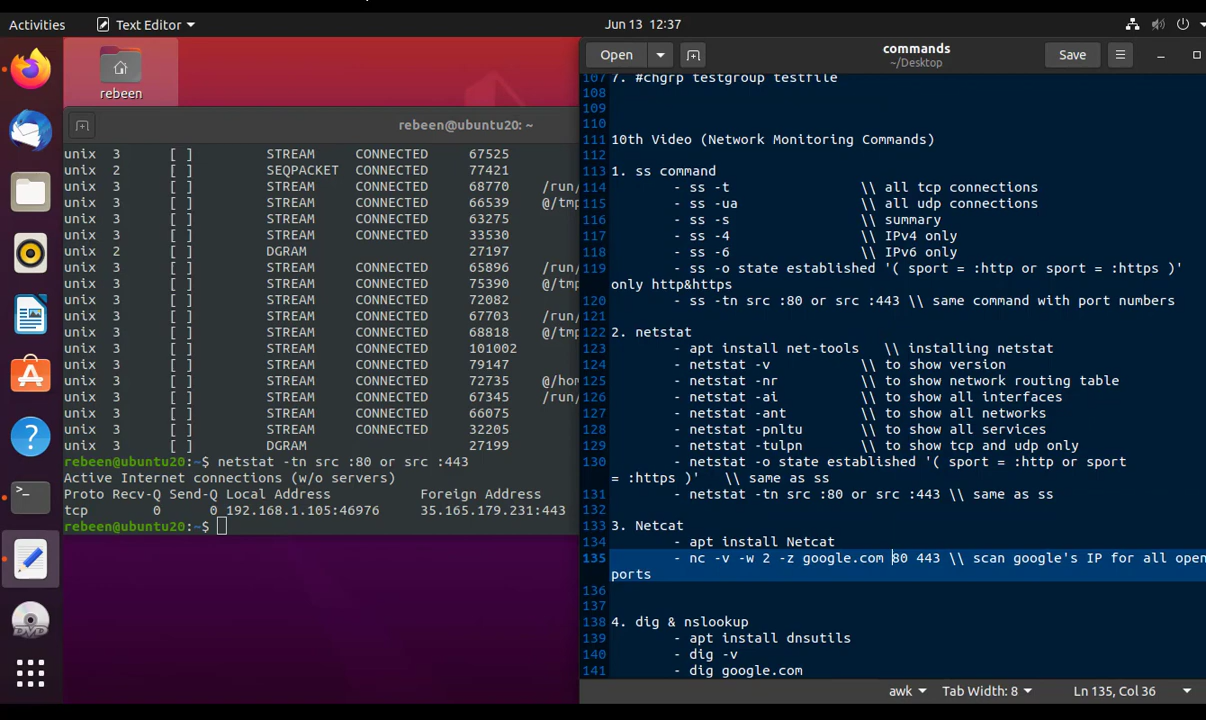 Activities
Text Editor
Jun 13 12:37
rebeen
rebeen@ubuntu20: ~
unix 3 [ ] STREAM CONNECTED 67525
unix 2 [ ] SEQPACKET CONNECTED 77421
unix 3 [ ] STREAM CONNECTED 68770 /run/
unix 3 [ ] STREAM CONNECTED 66539 @/tmp
unix 3 [ ] STREAM CONNECTED 63275
unix 3 [ ] STREAM CONNECTED 33530
unix 2 [ ] DGRAM 27197
unix 3 [ ] STREAM CONNECTED 65896 /run/
unix 3 [ ] STREAM CONNECTED 75390 @/tmp
unix 3 [ ] STREAM CONNECTED 72082
unix 3 [ ] STREAM CONNECTED 67703 /run/
unix 3 [ ] STREAM CONNECTED 68818 @/tmp
unix 3 [ ] STREAM CONNECTED 101002
unix 3 [ ] STREAM CONNECTED 79147
unix 3 [ ] STREAM CONNECTED 72735 @/hom
unix 3 [ ] STREAM CONNECTED 67345 /run/
unix 3 [ ] STREAM CONNECTED 66075
unix 3 [ ] STREAM CONNECTED 32205
unix 3 [ ] DGRAM 27199
rebeen@ubuntu20:~$ netstat -tn src :80 or src :443
Active Internet connections (w/o servers)
Proto Recv-Q Send-Q Local Address Foreign Address
tcp 0 0 192.168.1.105:46976 35.165.179.231:443
rebeen@ubuntu20:~$
Open
commands
~/Desktop
Save
107 7. #chgrp testgroup testfile
108
109
110
111 10th Video (Network Monitoring Commands)
112
113 1. ss command
114 - ss -t \\ all tcp connections
115 - ss -ua \\ all udp connections
116 - ss -s \\ summary
117 - ss -4 \\ IPv4 only
118 - ss -6 \\ IPv6 only
119 - ss -o state established '( sport = :http or sport = :https )'
only http&https
120 - ss -tn src :80 or src :443 \\ same command with port numbers
121
122 2. netstat
123 - apt install net-tools \\ installing netstat
124 - netstat -v \\ to show version
125 - netstat -nr \\ to show network routing table
126 - netstat -ai \\ to show all interfaces
127 - netstat -ant \\ to show all networks
128 - netstat -pnltu \\ to show all services
129 - netstat -tulpn \\ to show tcp and udp only
130 - netstat -o state established '( sport = :http or sport
= :https )' \\ same as ss
131 - netstat -tn src :80 or src :443 \\ same as ss
132
133 3. Netcat
134 - apt install Netcat
135 - nc -v -w 2 -z google.com 80 443 \\ scan google's IP for all open
ports
136
137
138 4. dig & nslookup
139 - apt install dnsutils
140 - dig -v
141 - dig google.com
awk
Tab Width: 8
Ln 135, Col 36
DVD